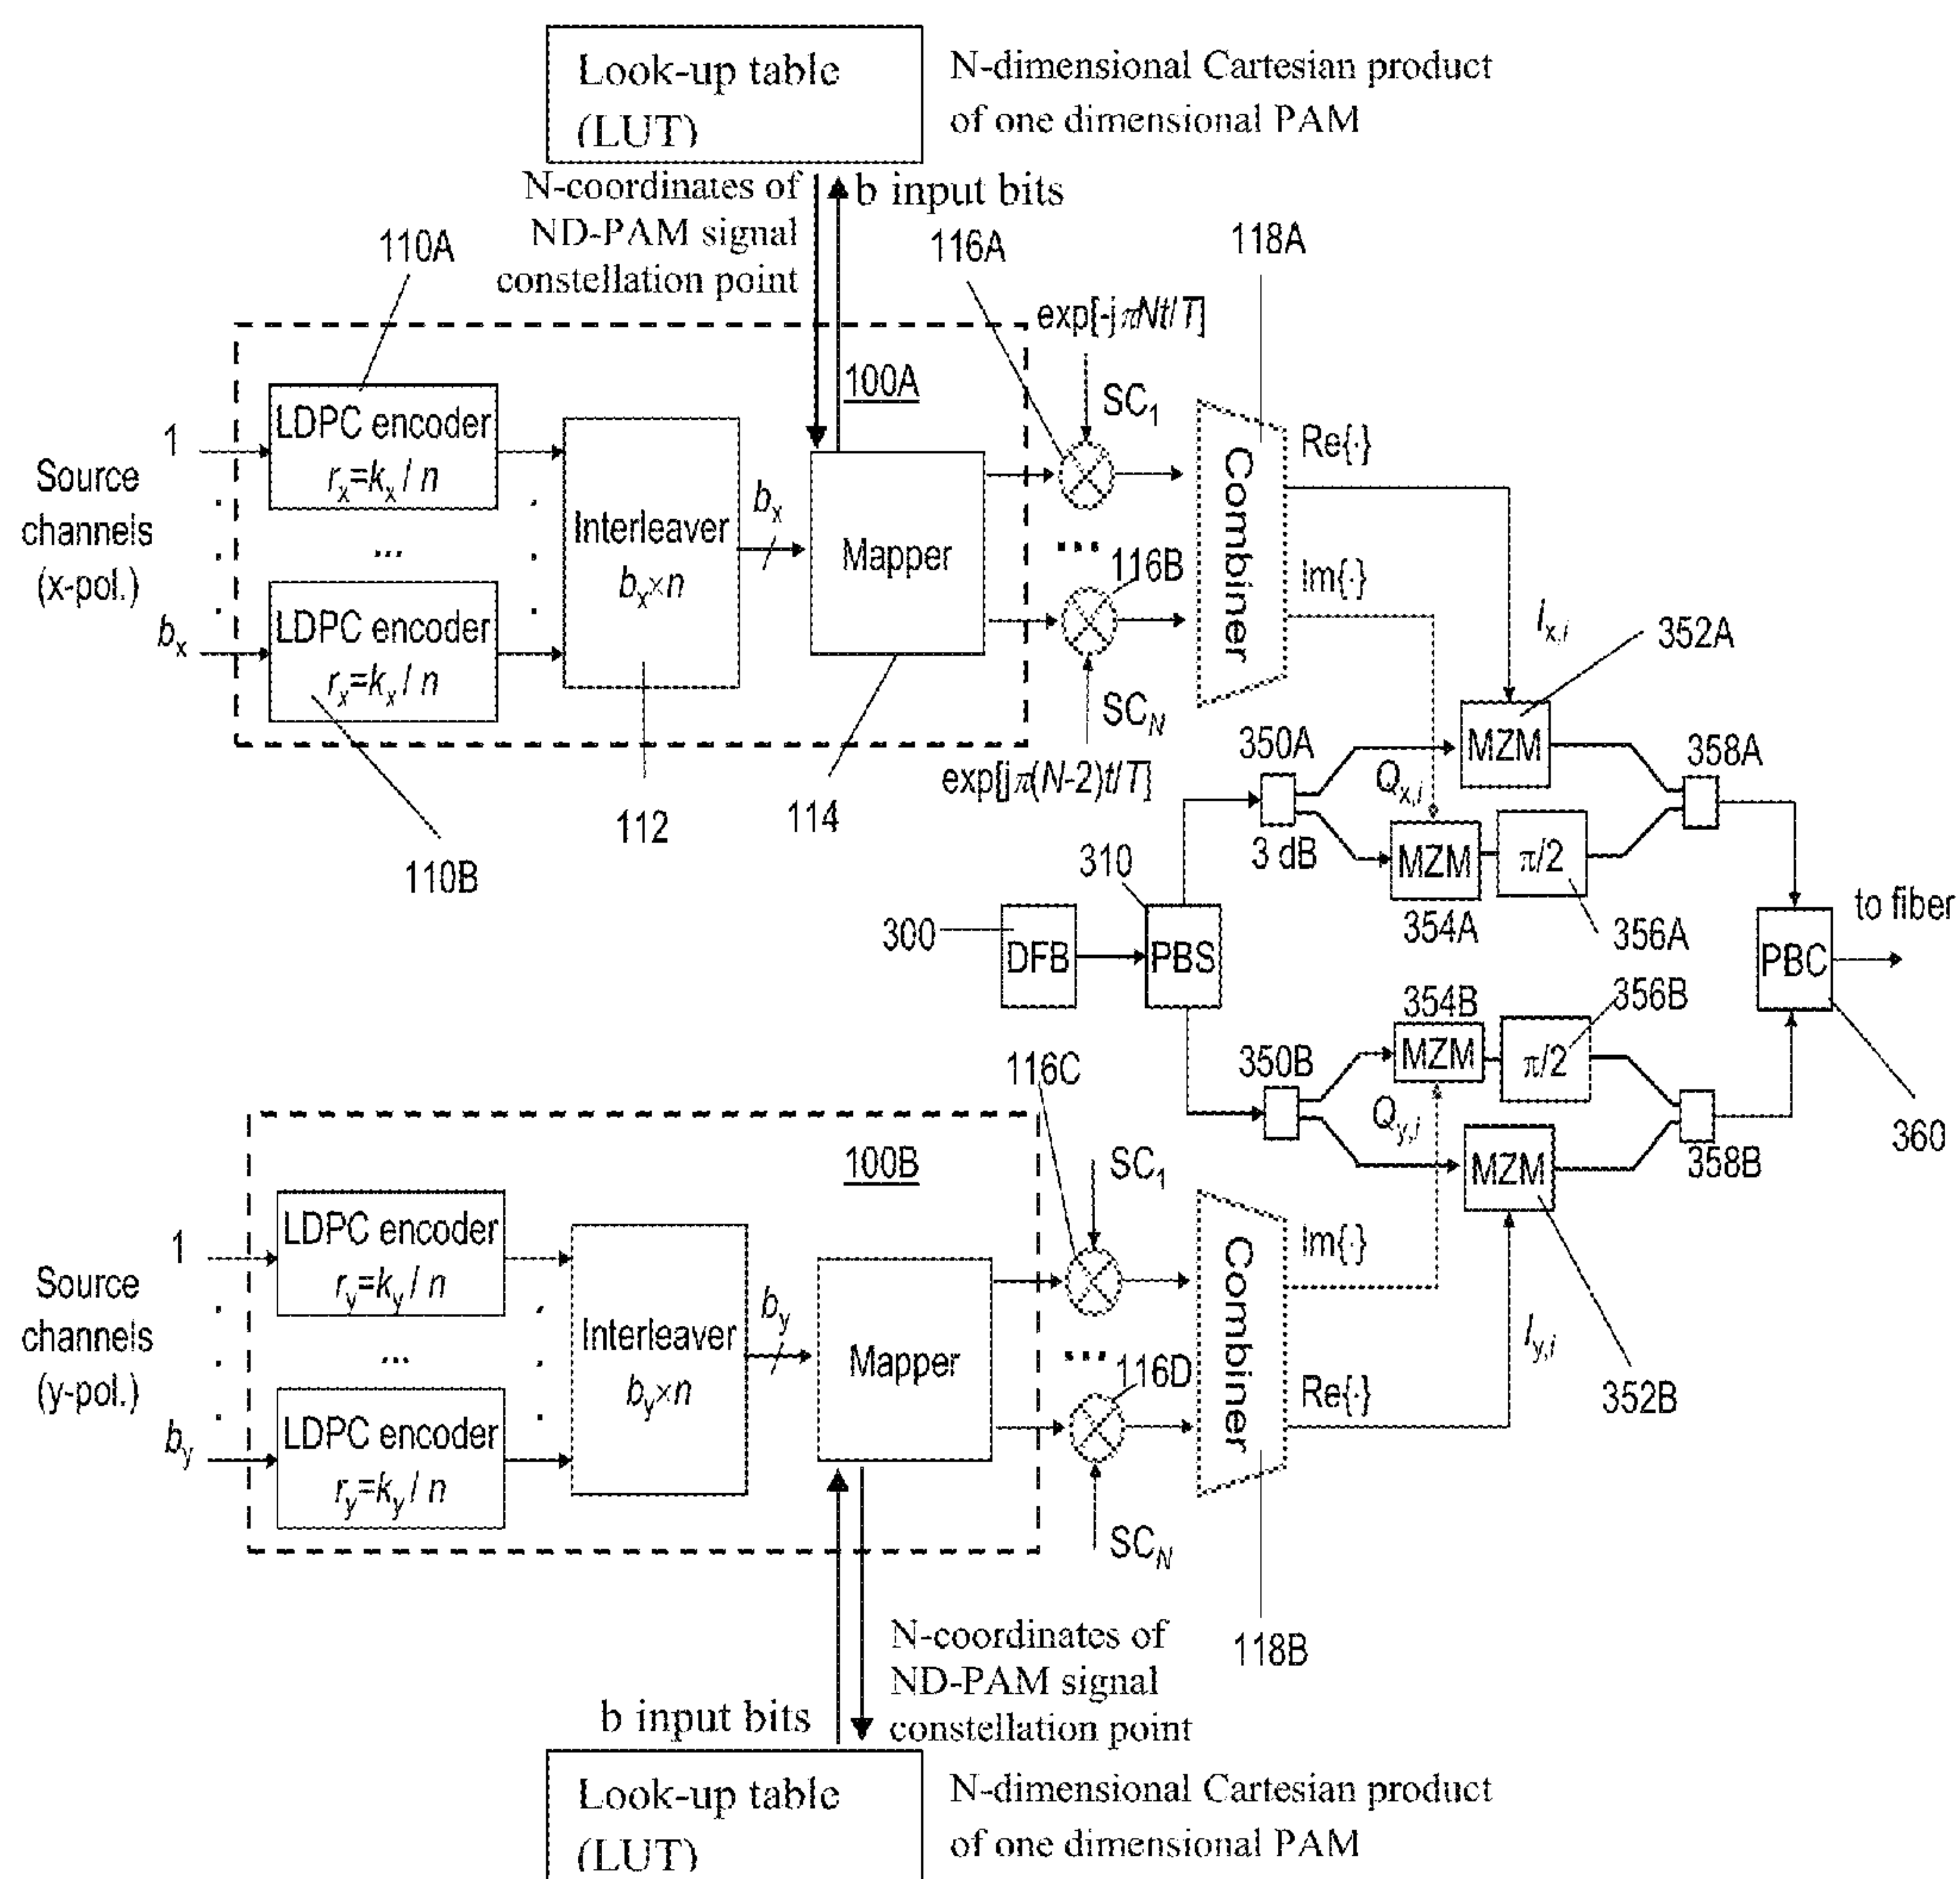 Look-up table
(LUT)
N-dimensional Cartesian product
of one dimensional PAM
N-coordinates of
ND-PAM signal
constellation point
b input bits
110A
116A
118A
exp[-jπNt/T]
100A
SC1
Source
channels
(x-pol.)
1
. . .
bx
LDPC encoder
rx=kx / n
...
LDPC encoder
rx=kx / n
. . .
Interleaver
bx×n
bx
Mapper
...
116B
SCN
exp[jπ(N-2)t/T]
Combiner
Re{·}
Im{·}
Ix,i
Qx,i
110B
112
114
352A
350A
3 dB
MZM
MZM
354A
π/2
356A
358A
310
300
DFB
PBS
PBC
to fiber
360
354B
356B
350B
MZM
π/2
Qy,i
MZM
358B
352B
Iy,i
116C
100B
SC1
Source
channels
(y-pol.)
1
. . .
by
LDPC encoder
ry=ky / n
...
LDPC encoder
ry=ky / n
. . .
Interleaver
by×n
by
Mapper
...
116D
SCN
Combiner
Im{·}
Re{·}
118B
b input bits
N-coordinates of
ND-PAM signal
constellation point
Look-up table
(LUT)
N-dimensional Cartesian product
of one dimensional PAM